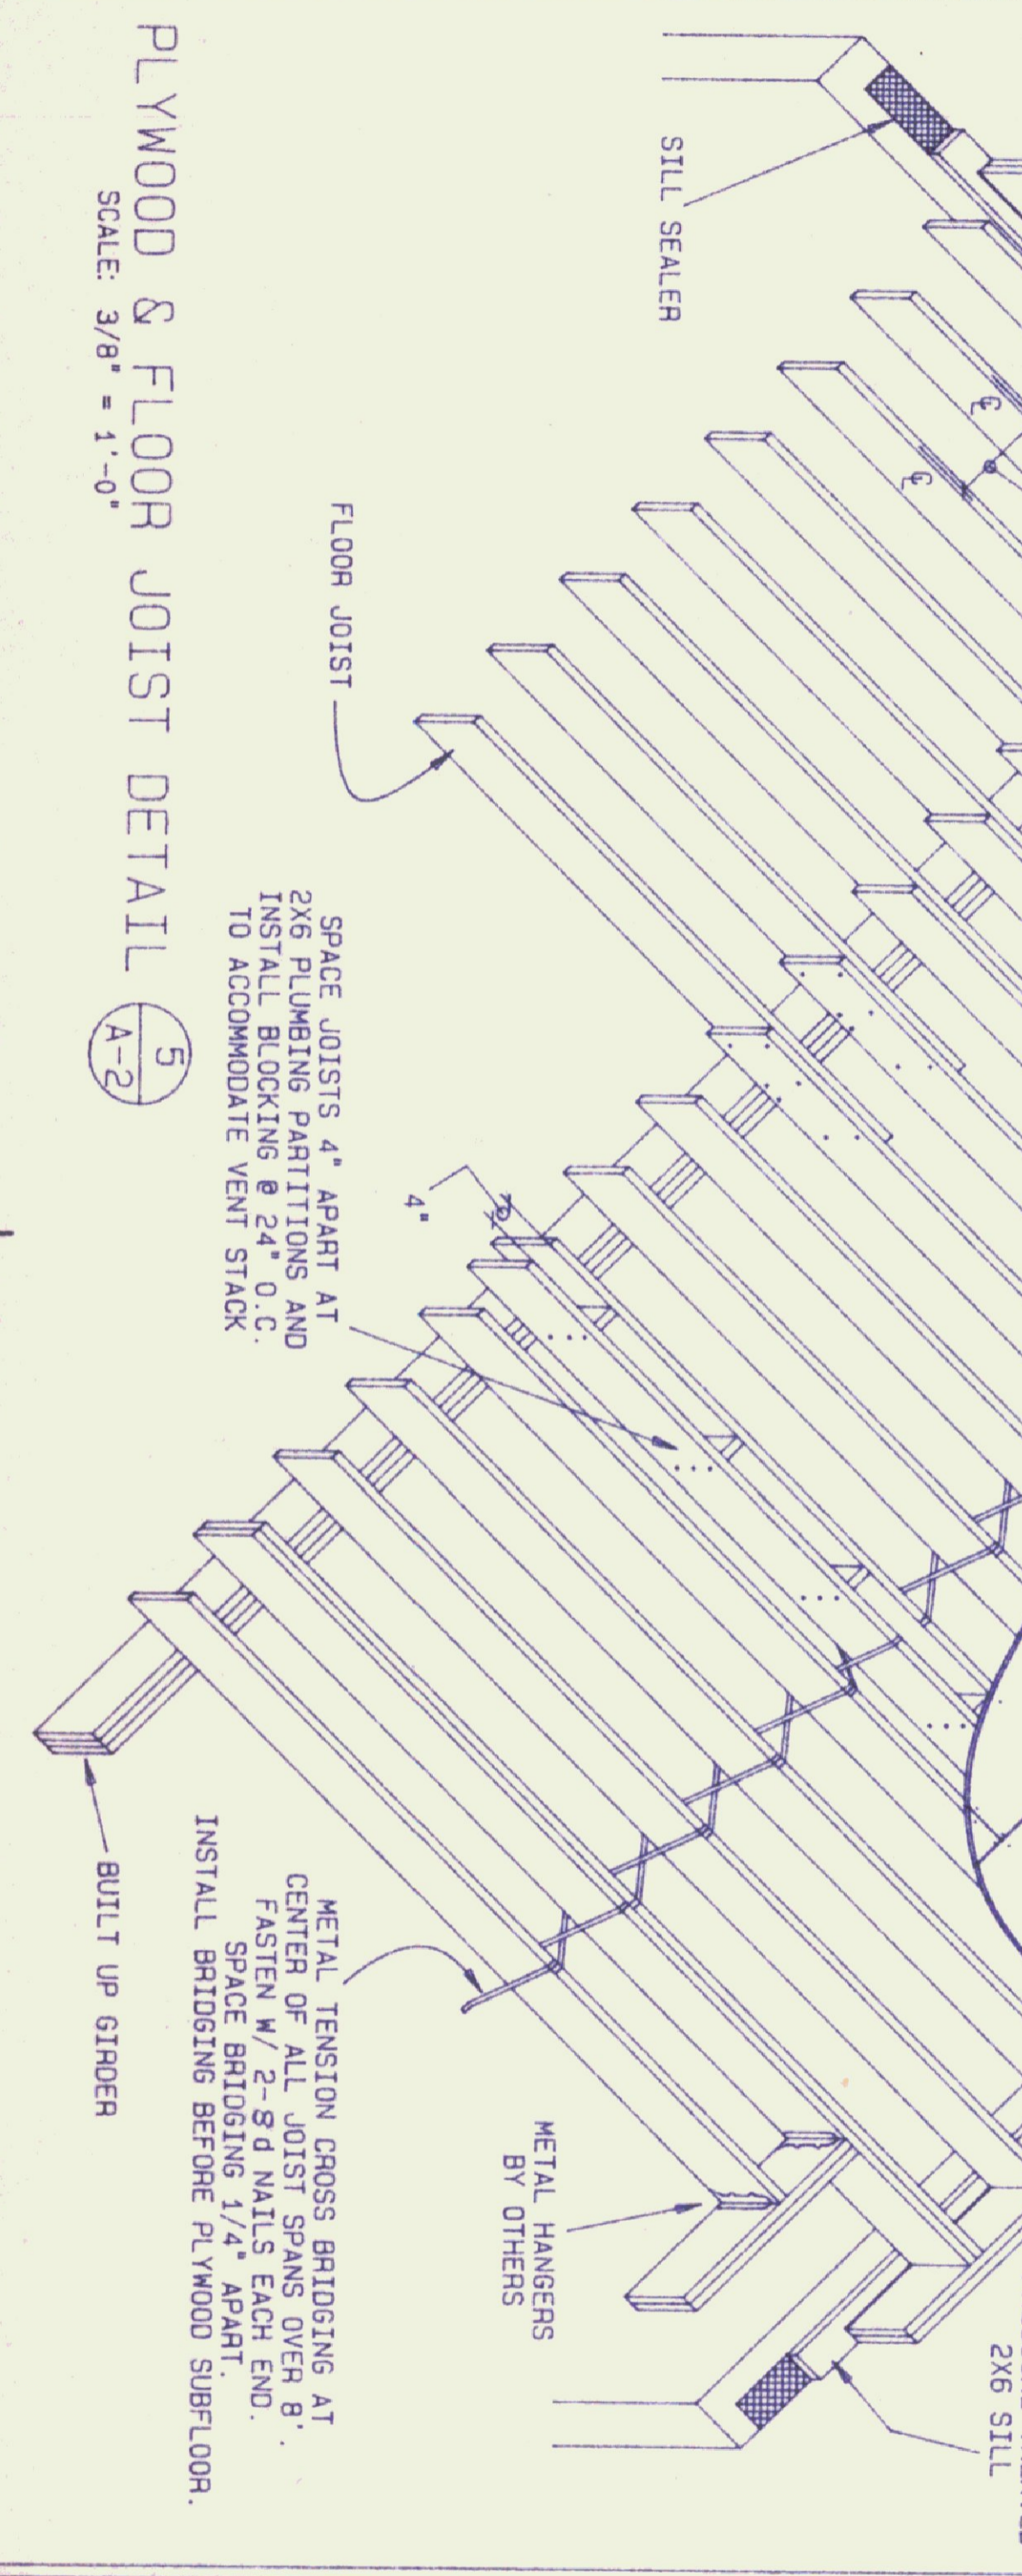 2X6 SILL
SILL SEALER
℄
℄
FLOOR JOIST
4"
SPACE JOISTS 4" APART AT
2X6 PLUMBING PARTITIONS AND
INSTALL BLOCKING @ 24" O.C.
TO ACCOMMODATE VENT STACK
METAL HANGERS
BY OTHERS
METAL TENSION CROSS BRIDGING AT
CENTER OF ALL JOIST SPANS OVER 8'.
FASTEN W/ 2-8d NAILS EACH END.
SPACE BRIDGING 1/4" APART.
INSTALL BRIDGING BEFORE PLYWOOD SUBFLOOR.
BUILT UP GIRDER
PLYWOOD & FLOOR JOIST DETAIL
5
A-2
SCALE: 3/8" = 1'-0"